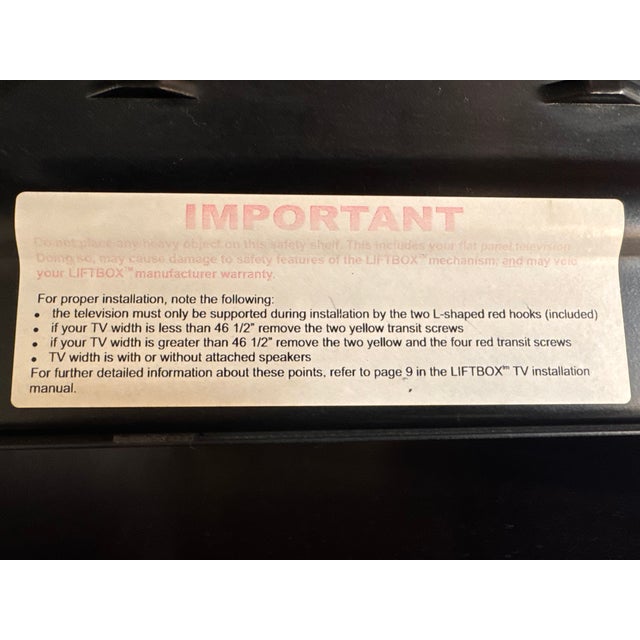 IMPORTANT
Do not place any heavy object on this safety shelf. This includes your flat panel television.
Doing so, may cause damage to safety features of the LIFTBOX™ mechanism, and may void
your LIFTBOX™ manufacturer warranty.
For proper installation, note the following:
• the television must only be supported during installation by the two L-shaped red hooks (included)
• if your TV width is less than 46 1/2" remove the two yellow transit screws
• if your TV width is greater than 46 1/2" remove the two yellow and the four red transit screws
• TV width is with or without attached speakers
For further detailed information about these points, refer to page 9 in the LIFTBOX℠ TV installation
manual.